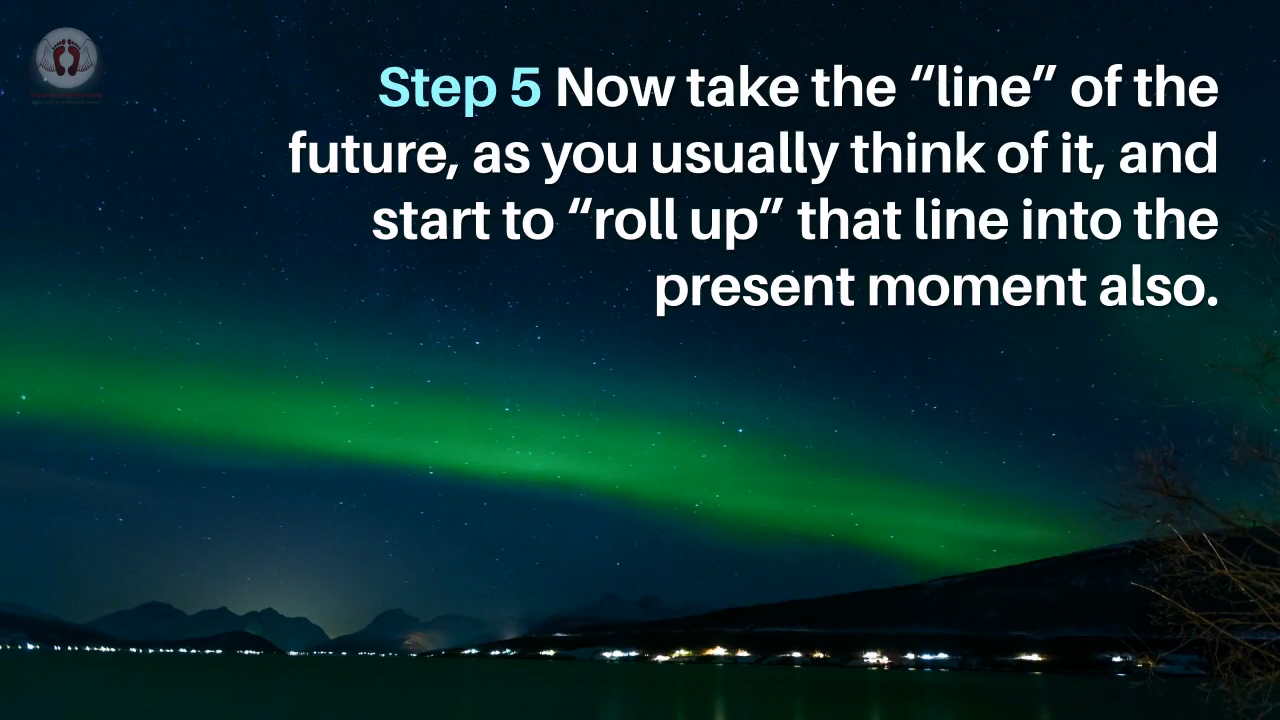 Step 5 Now take the “line” of the
future, as you usually think of it, and
start to “roll up” that line into the
present moment also.